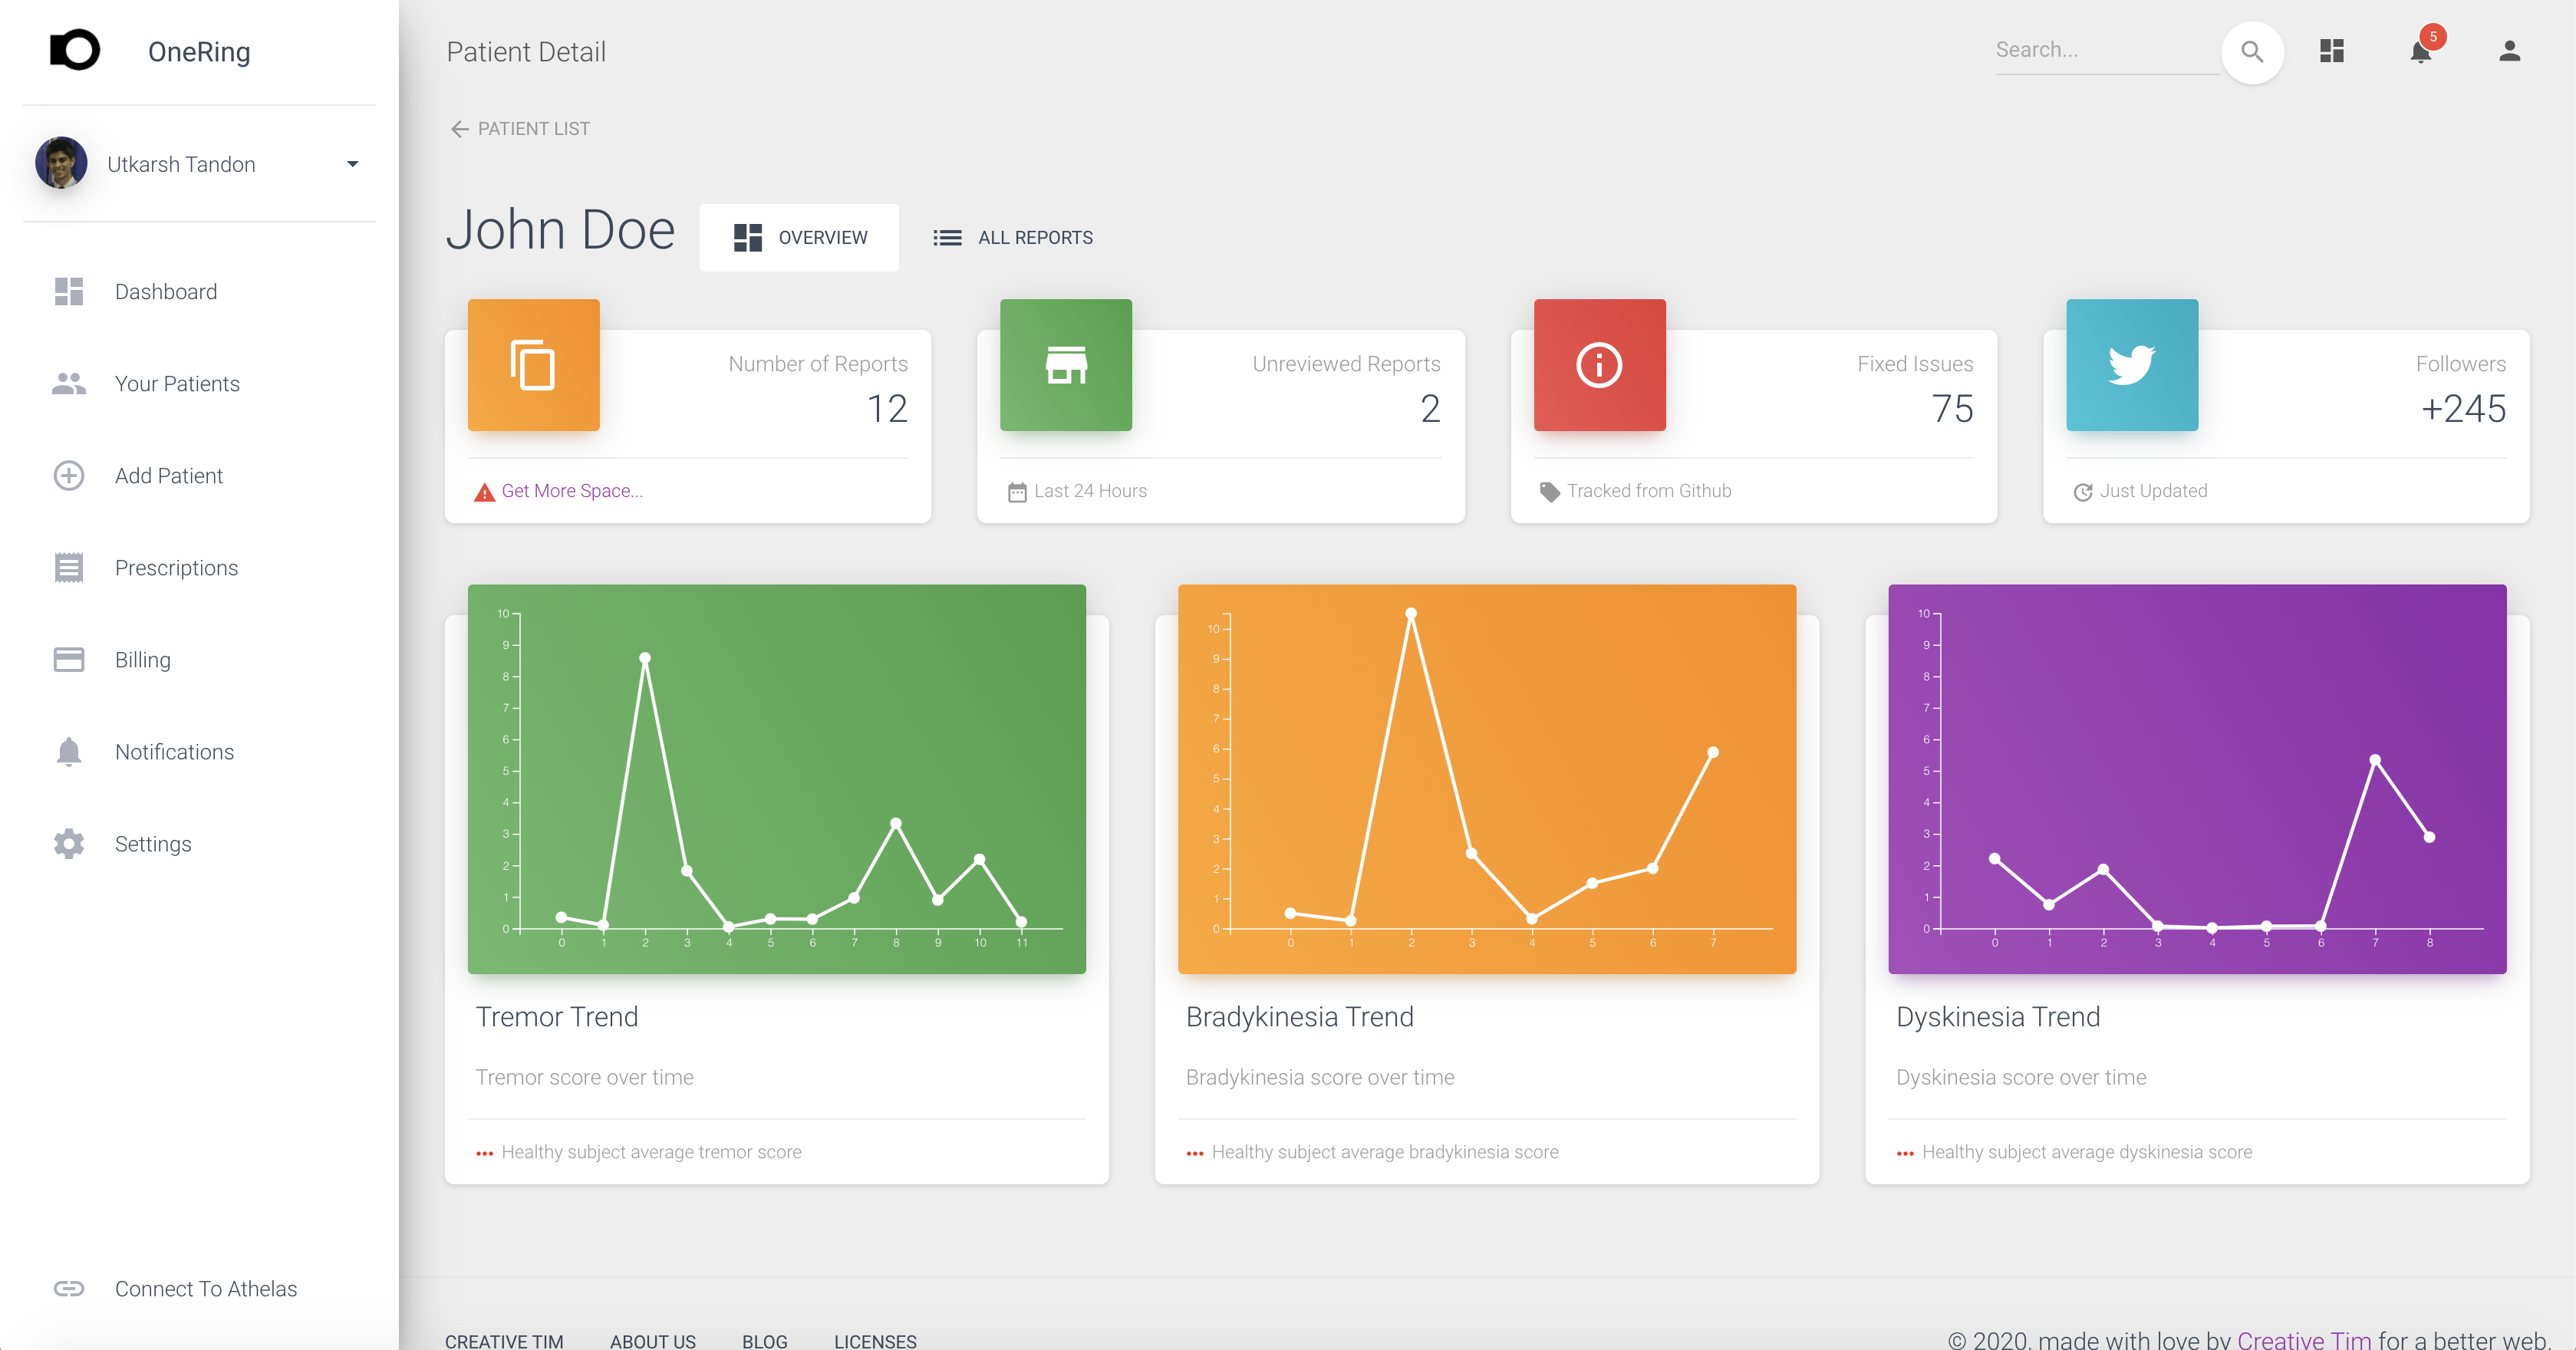 OneRing
Patient Detail
Search...
5
PATIENT LIST
Utkarsh Tandon
John Doe
OVERVIEW
ALL REPORTS
Dashboard
Your Patients
Add Patient
Prescriptions
Billing
Notifications
Settings
Connect To Athelas
Number of Reports
12
Get More Space...
Unreviewed Reports
2
Last 24 Hours
Fixed Issues
75
Tracked from Github
Followers
+245
Just Updated
10
9
8
7
6
5
4
3
2
1
0
0 1 2 3 4 5 6 7 8 9 10 11
Tremor Trend
Tremor score over time
Healthy subject average tremor score
10
9
8
7
6
5
4
3
2
1
0
0 1 2 3 4 5 6 7
Bradykinesia Trend
Bradykinesia score over time
Healthy subject average bradykinesia score
10
9
8
7
6
5
4
3
2
1
0
0 1 2 3 4 5 6 7 8
Dyskinesia Trend
Dyskinesia score over time
Healthy subject average dyskinesia score
CREATIVE TIM ABOUT US BLOG LICENSES
© 2020, made with love by Creative Tim for a better web.